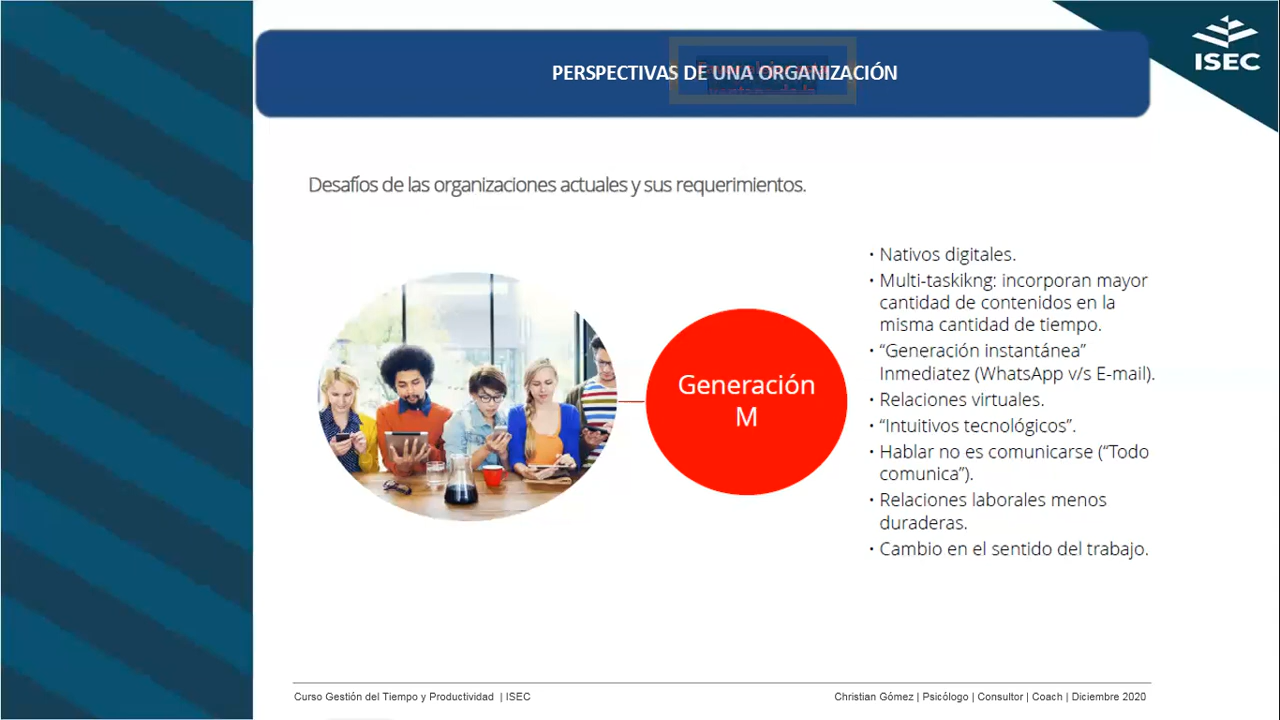 ISEC
PERSPECTIVAS DE UNA ORGANIZACIÓN
Desafíos de las organizaciones actuales y sus requerimientos.
Generación
M
• Nativos digitales.
• Multi-taskikng: incorporan mayor
cantidad de contenidos en la
misma cantidad de tiempo.
• “Generación instantánea”
Inmediatez (WhatsApp v/s E-mail).
• Relaciones virtuales.
• “Intuitivos tecnológicos”.
• Hablar no es comunicarse (“Todo
comunica”).
• Relaciones laborales menos
duraderas.
• Cambio en el sentido del trabajo.
Curso Gestión del Tiempo y Productividad | ISEC
Christian Gómez | Psicólogo | Consultor | Coach | Diciembre 2020